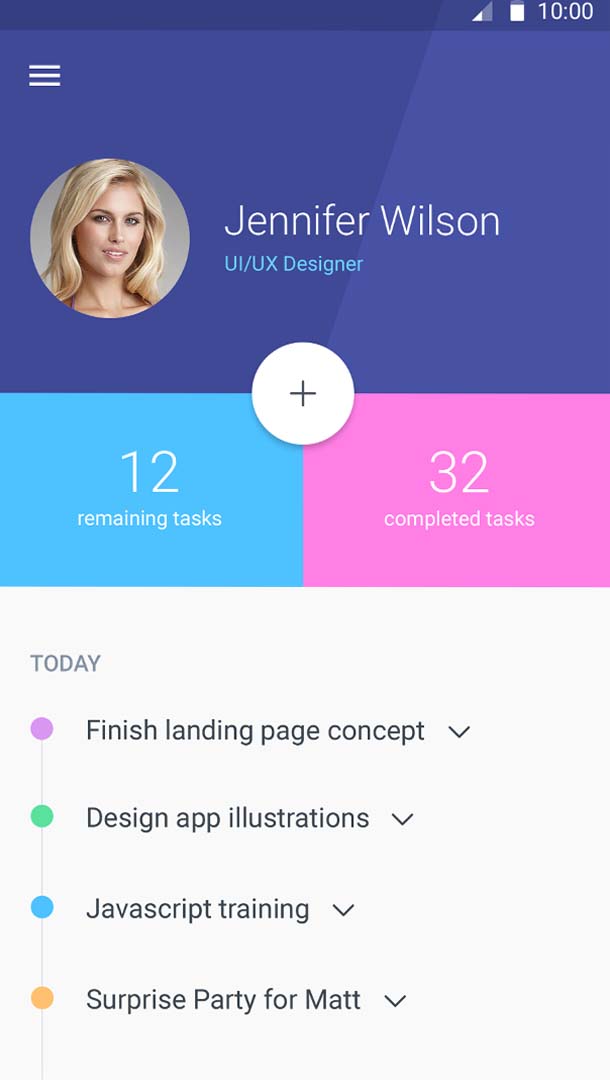 10:00
Jennifer Wilson
UI/UX Designer
12
remaining tasks
32
completed tasks
TODAY
Finish landing page concept
Design app illustrations
Javascript training
Surprise Party for Matt